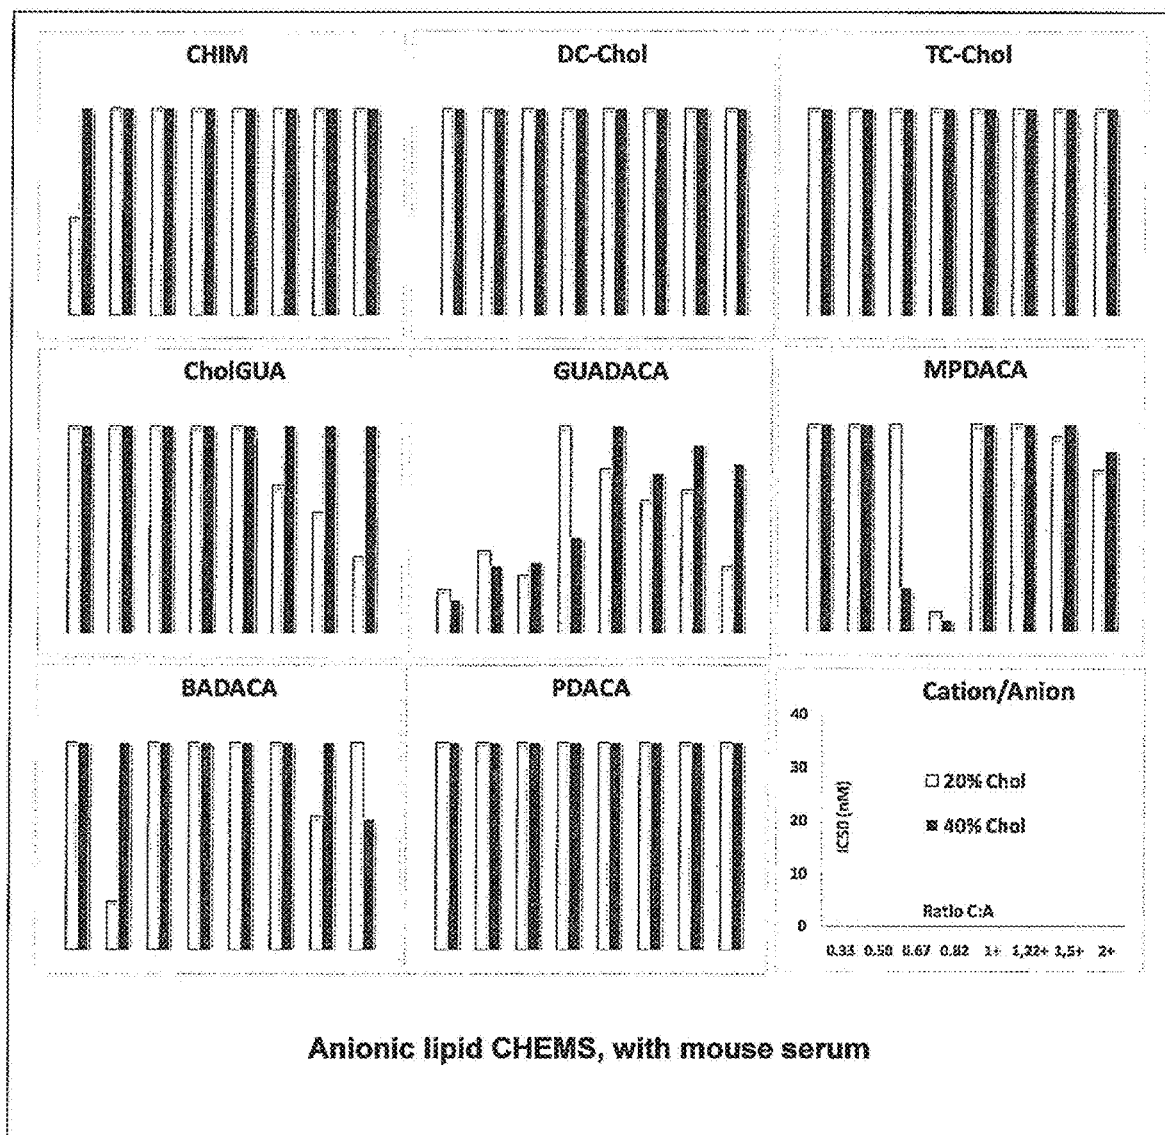 CHIM
DC-Chol
TC-Chol
CholGUA
GUADACA
MPDACA
BADACA
PDACA
Cation/Anion
40
30
20
10
0
IC50 (nM)
20% Chol
40% Chol
Ratio C:A
0.33 0.50 0.67 0.82 1+ 1,22+ 1,5+ 2+
Anionic lipid CHEMS, with mouse serum